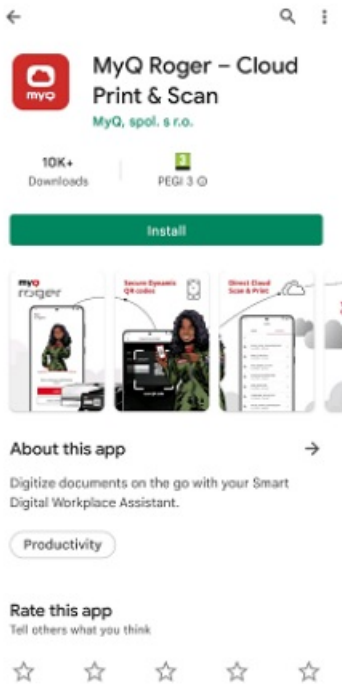 myQ
MyQ Roger – Cloud
Print & Scan
MyQ, spol. s r.o.
10K+
Downloads
3
PEGI 3
Install
myQ
roger
Secure Dynamic
QR codes
Direct Cloud
Scan & Print
About this app
Digitize documents on the go with your Smart
Digital Workplace Assistant.
Productivity
Rate this app
Tell others what you think